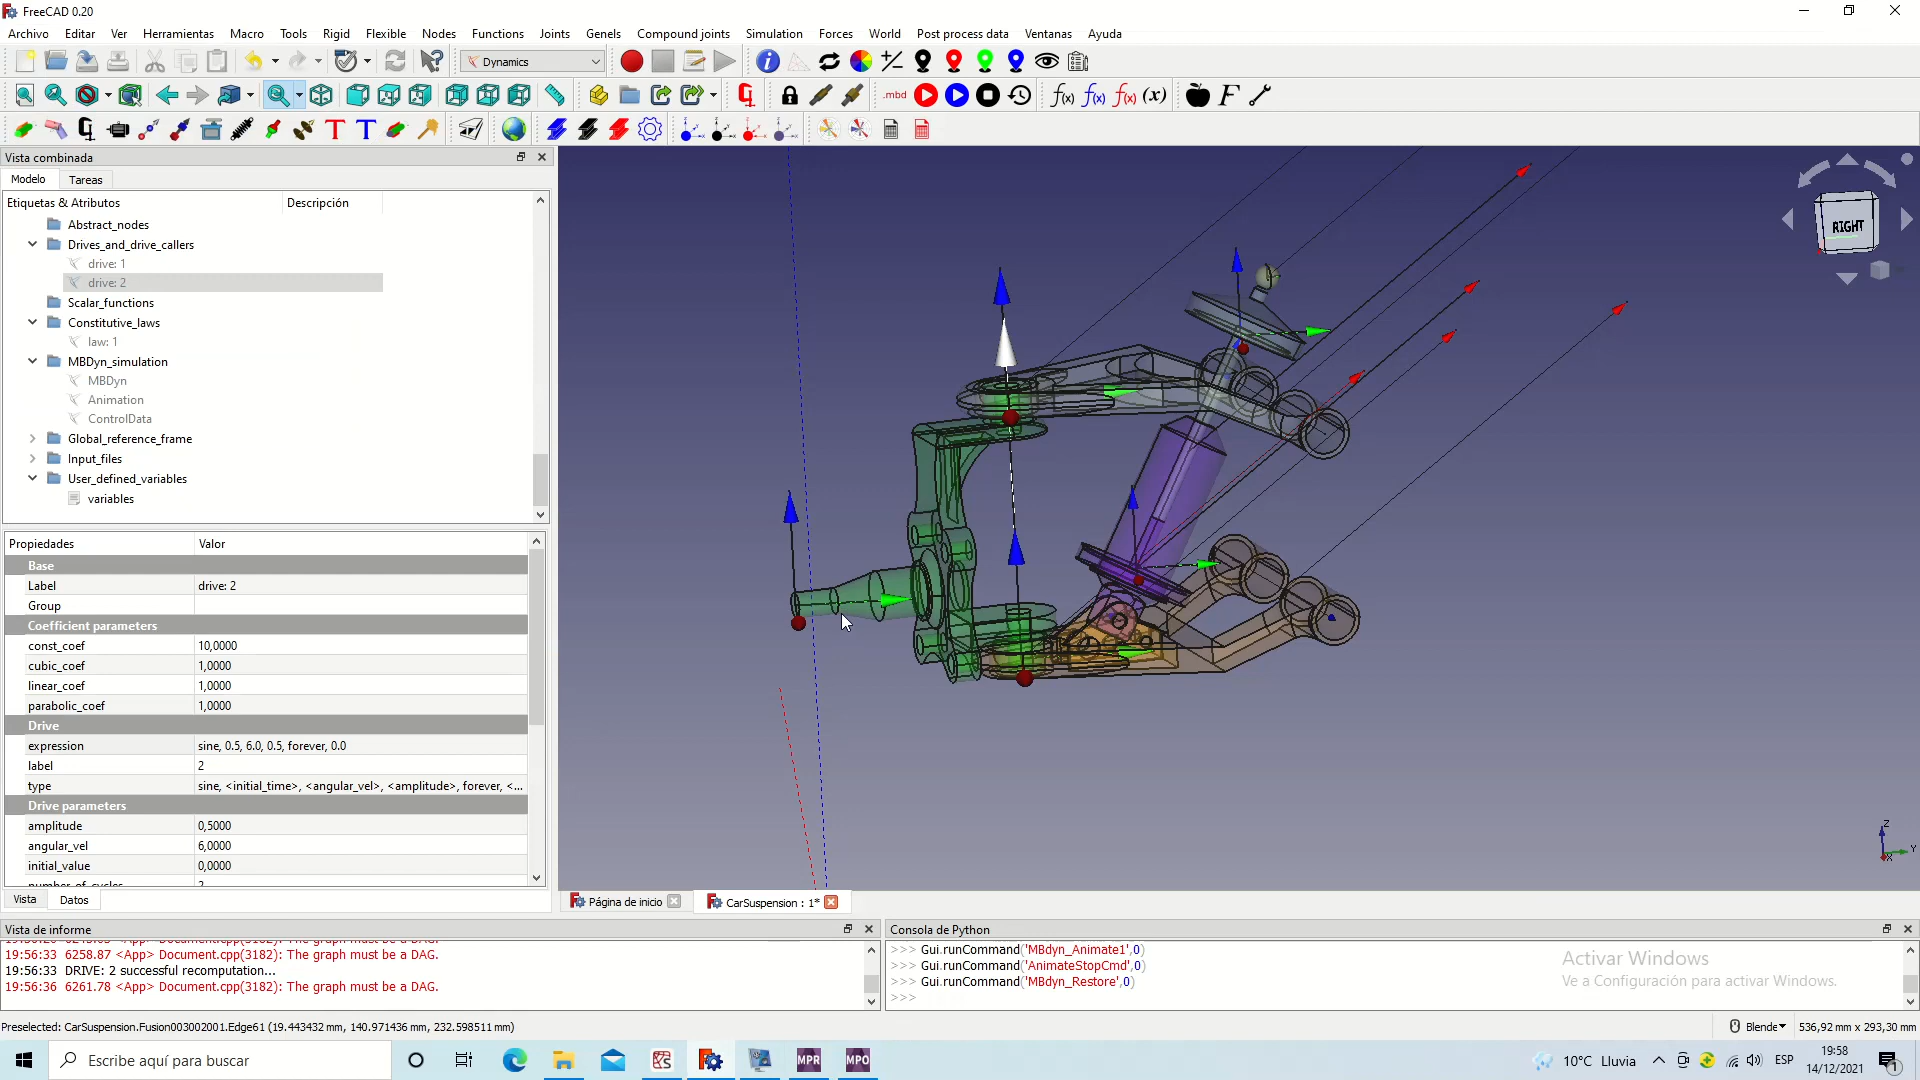 FreeCAD 0.20
Archivo Editar Ver Herramientas Macro Tools Rigid Flexible Nodes Functions Joints Genels Compound joints Simulation Forces World Post process data Ventanas Ayuda
Dynamics
.mbd f(x) f(x) f(x) (x) F
T T
Vista combinada
Modelo Tareas
Etiquetas & Atributos Descripción
Abstract_nodes
Drives_and_drive_callers
drive: 1
drive: 2
Scalar_functions
Constitutive_laws
law: 1
MBDyn_simulation
MBDyn
Animation
ControlData
Global_reference_frame
Input_files
User_defined_variables
variables
Propiedades Valor
Base
Label drive: 2
Group
Coefficient parameters
const_coef 10,0000
cubic_coef 1,0000
linear_coef 1,0000
parabolic_coef 1,0000
Drive
expression sine, 0.5, 6.0, 0.5, forever, 0.0
label 2
type sine, <initial_time>, <angular_vel>, <amplitude>, forever, <...
Drive parameters
amplitude 0,5000
angular_vel 6,0000
initial_value 0,0000
number_of_cycles 2
Vista Datos
RIGHT
Z
Y
X
Página de inicio CarSuspension : 1*
Vista de informe
19:56:33 6258.87 <App> Document.cpp(3182): The graph must be a DAG.
19:56:33 DRIVE: 2 successful recomputation...
19:56:36 6261.78 <App> Document.cpp(3182): The graph must be a DAG.
Consola de Python
>>> Gui.runCommand('MBdyn_Animate1',0)
>>> Gui.runCommand('AnimateStopCmd',0)
>>> Gui.runCommand('MBdyn_Restore',0)
>>>
Activar Windows
Ve a Configuración para activar Windows.
Preselected: CarSuspension.Fusion003002001.Edge61 (19.443432 mm, 140.971436 mm, 232.598511 mm)
Blende 536,92 mm x 293,30 mm
Escribe aquí para buscar
MPR MPO
10°C Lluvia ESP 19:58
14/12/2021 1